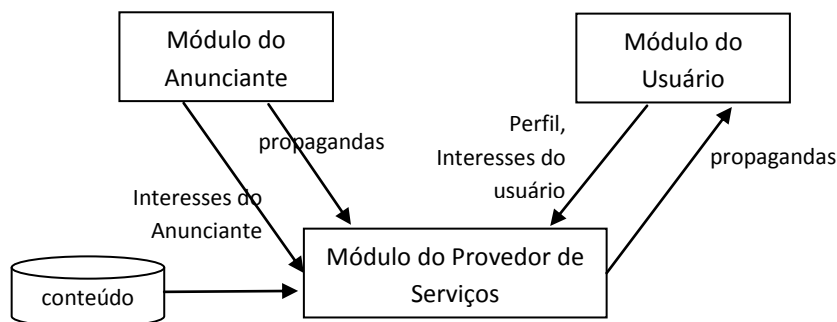 Módulo do
Anunciante
Módulo do
Usuário
propagandas
Perfil,
Interesses do
usuário
propagandas
Interesses do
Anunciante
Módulo do Provedor de
Serviços
conteúdo